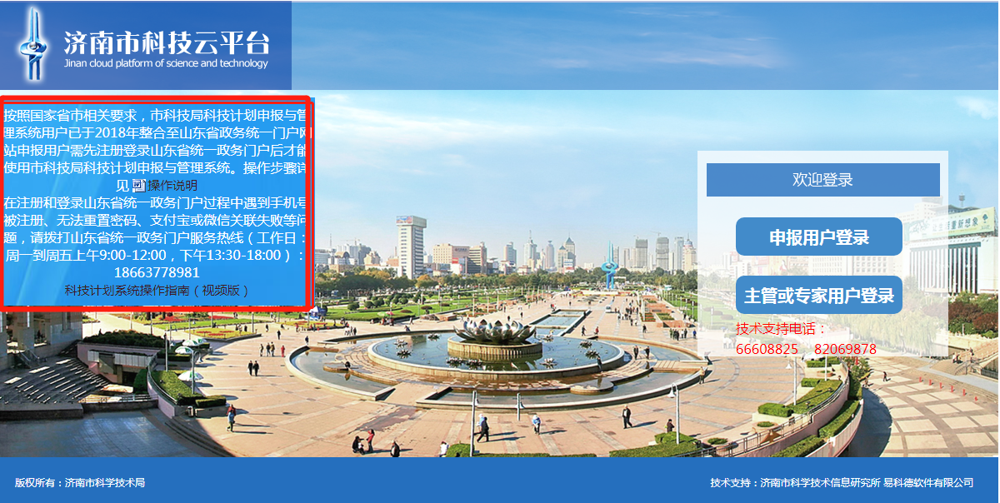 济南市科技云平台
Jinan cloud platform of science and technology
按照国家省市相关要求，市科技局科技计划申报与管
理系统用户已于2018年整合至山东省政务统一门户网
站申报用户需先注册登录山东省统一政务门户后才能
使用市科技局科技计划申报与管理系统。操作步骤详
见 操作说明
在注册和登录山东省统一政务门户过程中遇到手机号
被注册、无法重置密码、支付宝或微信关联失败等问
题，请拨打山东省统一政务门户服务热线（工作日：
周一到周五上午9:00-12:00，下午13:30-18:00）：
18663778981
科技计划系统操作指南（视频版）
欢迎登录
申报用户登录
主管或专家用户登录
技术支持电话：
66608825 82069878
版权所有：济南市科学技术局
技术支持：济南市科学技术信息研究所 易科德软件有限公司